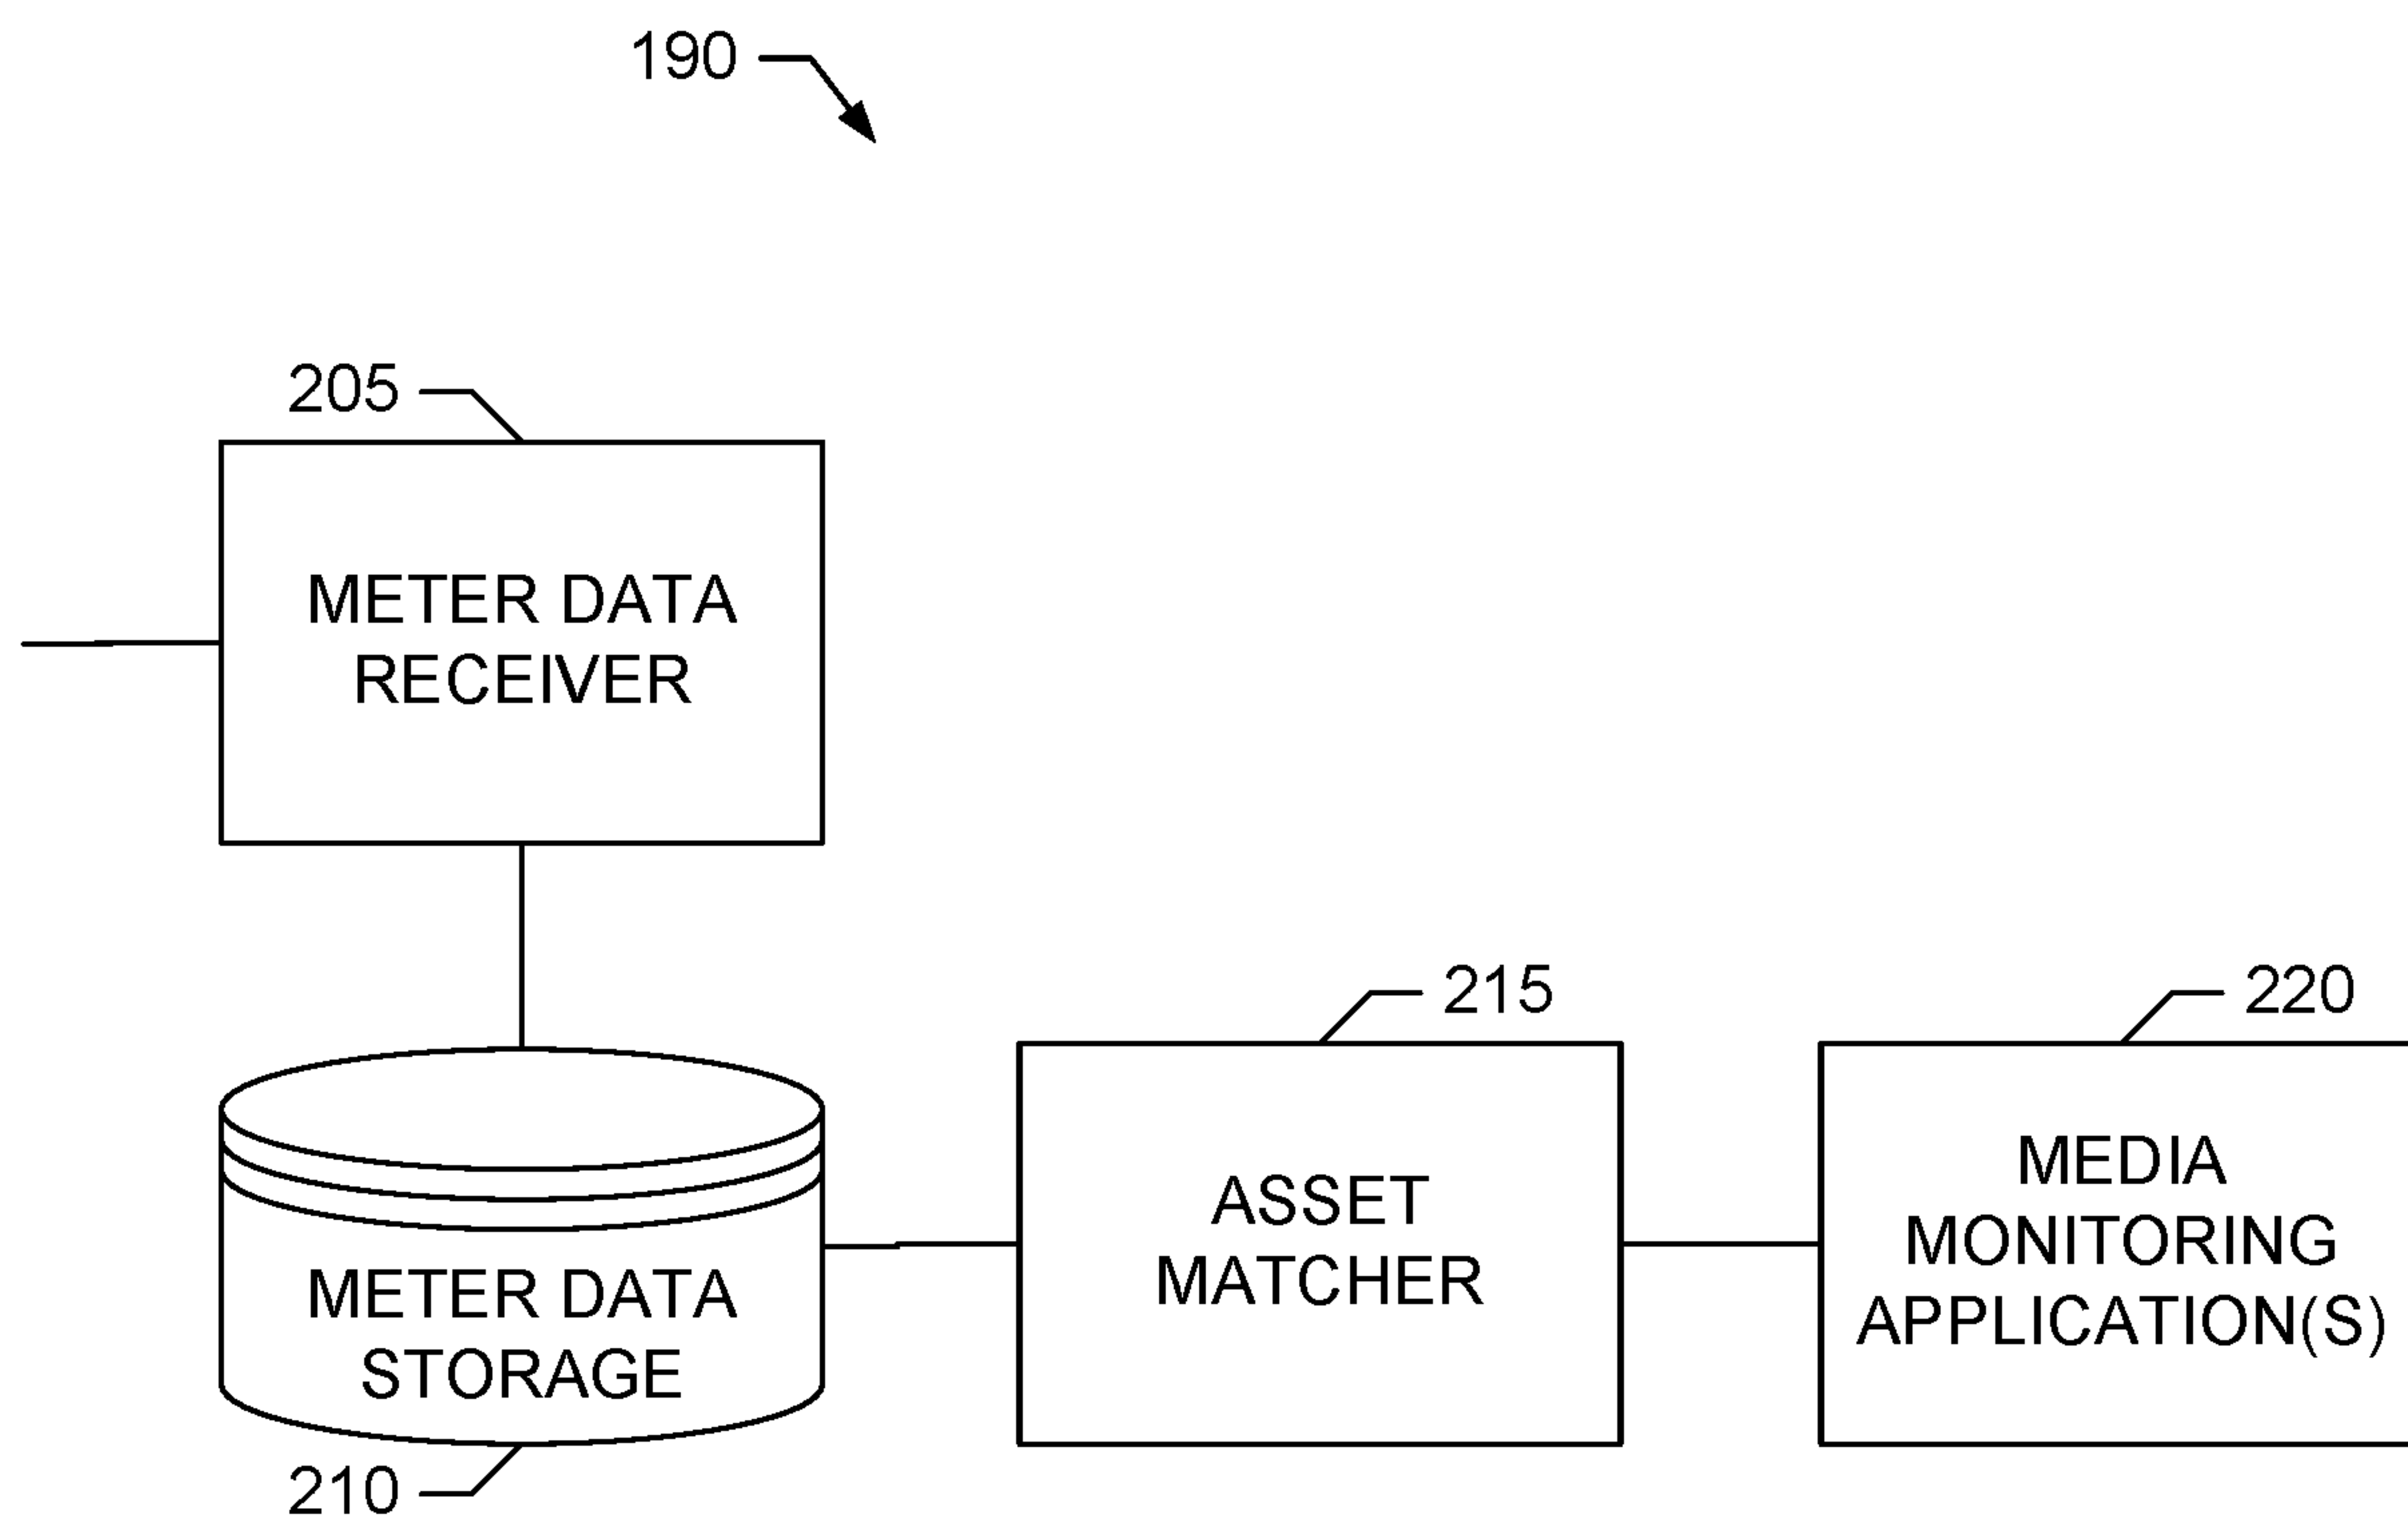 190
205
METER DATA
RECEIVER
215
220
ASSET
MATCHER
MEDIA
MONITORING
APPLICATION(S)
METER DATA
STORAGE
210